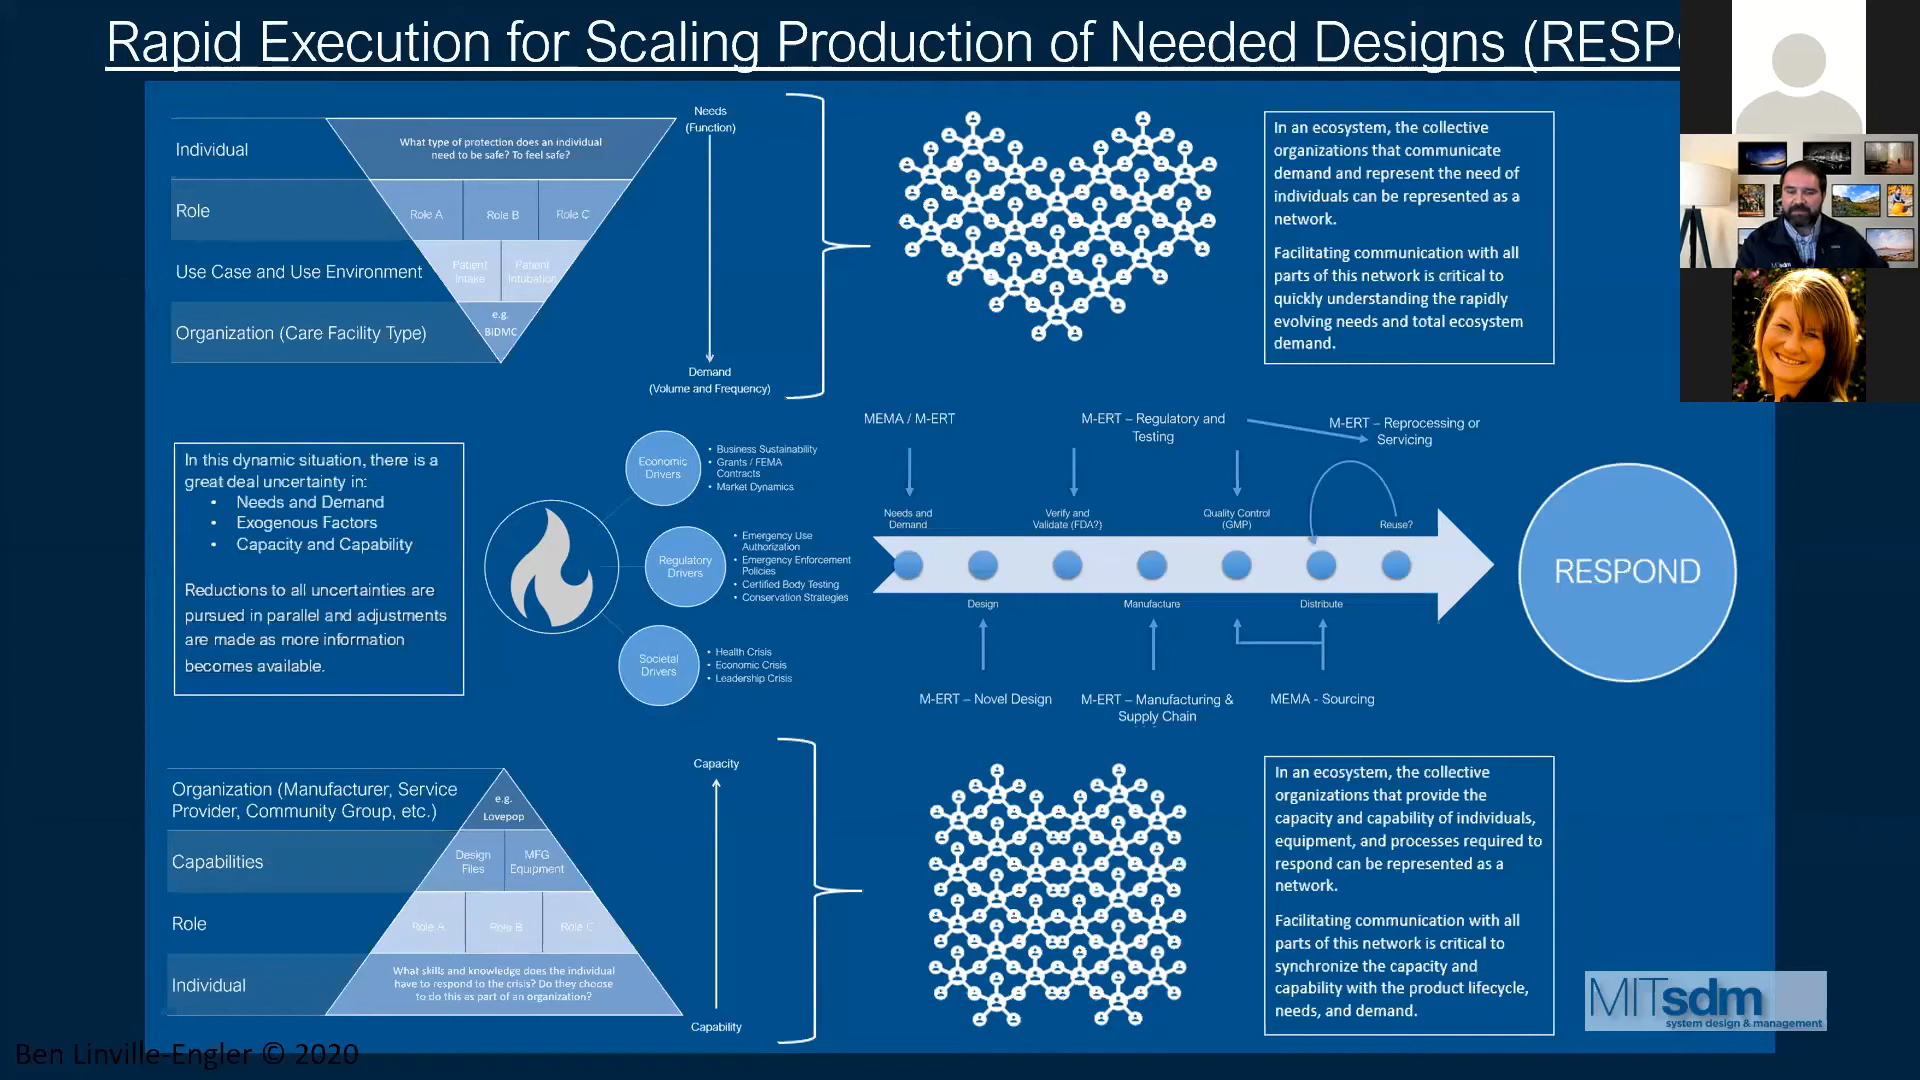 Rapid Execution for Scaling Production of Needed Designs (RESP
Individual
What type of protection does an individual
need to be safe? To feel safe?
Role
Role A
Role B
Role C
Use Case and Use Environment
Patient
Intake
Patient
Intubation
Organization (Care Facility Type)
e.g.
BIDMC
Needs
(Function)
Demand
(Volume and Frequency)
In an ecosystem, the collective
organizations that communicate
demand and represent the need of
individuals can be represented as a
network.
Facilitating communication with all
parts of this network is critical to
quickly understanding the rapidly
evolving needs and total ecosystem
demand.
In this dynamic situation, there is a
great deal uncertainty in:
• Needs and Demand
• Exogenous Factors
• Capacity and Capability
Reductions to all uncertainties are
pursued in parallel and adjustments
are made as more information
becomes available.
Economic
Drivers
• Business Sustainability
• Grants / FEMA
Contracts
• Market Dynamics
Regulatory
Drivers
• Emergency Use
Authorization
• Emergency Enforcement
Policies
• Certified Body Testing
• Conservation Strategies
Societal
Drivers
• Health Crisis
• Economic Crisis
• Leadership Crisis
MEMA / M-ERT
M-ERT – Regulatory and
Testing
M-ERT – Reprocessing or
Servicing
Needs and
Demand
Verify and
Validate (FDA?)
Quality Control
(GMP)
Reuse?
Design
Manufacture
Distribute
M-ERT – Novel Design
M-ERT – Manufacturing &
Supply Chain
MEMA - Sourcing
RESPOND
Organization (Manufacturer, Service
Provider, Community Group, etc.)
e.g.
Lovepop
Capabilities
Design
Files
MFG
Equipment
Role
Role A
Role B
Role C
Individual
What skills and knowledge does the individual
have to respond to the crisis? Do they choose
to do this as part of an organization?
Capacity
Capability
In an ecosystem, the collective
organizations that provide the
capacity and capability of individuals,
equipment, and processes required to
respond can be represented as a
network.
Facilitating communication with all
parts of this network is critical to
synchronize the capacity and
capability with the product lifecycle,
needs, and demand.
MITsdm
system design & management
Ben Linville-Engler © 2020